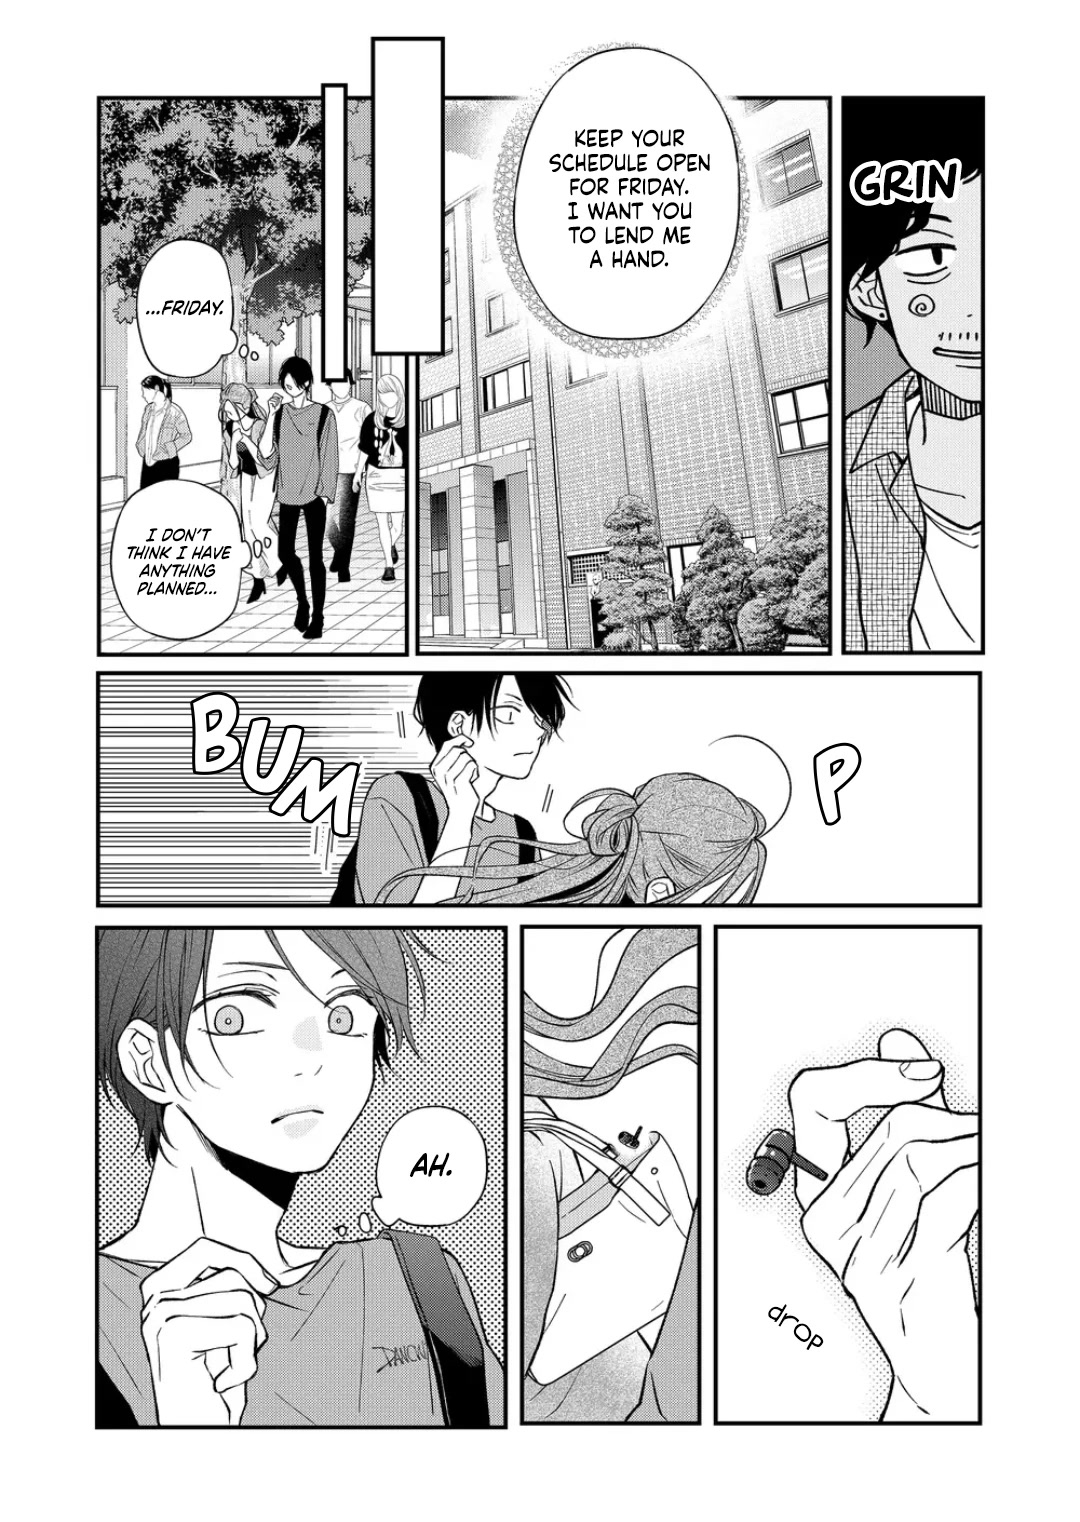 GRIN
KEEP YOUR
SCHEDULE OPEN
FOR FRIDAY.
I WANT YOU
TO LEND ME
A HAND.
...FRIDAY.
I DON'T
THINK I HAVE
ANYTHING
PLANNED...
BUMP
drop
AH.